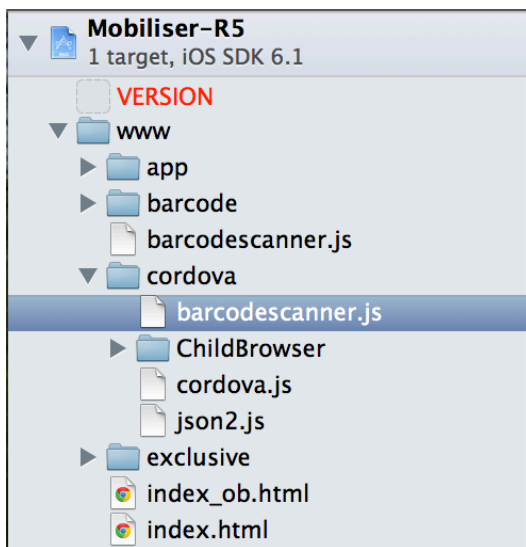 Mobiliser-R5
1 target, iOS SDK 6.1
VERSION
www
app
barcode
barcodescanner.js
cordova
barcodescanner.js
ChildBrowser
cordova.js
json2.js
exclusive
index_ob.html
index.html